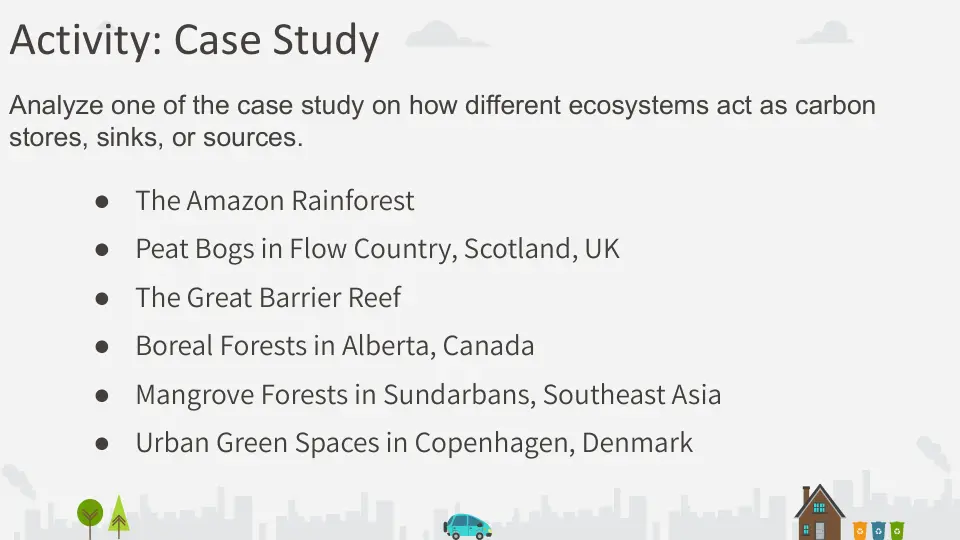 Activity: Case Study
Analyze one of the case study on how different ecosystems act as carbon
stores, sinks, or sources.
● The Amazon Rainforest
● Peat Bogs in Flow Country, Scotland, UK
● The Great Barrier Reef
● Boreal Forests in Alberta, Canada
● Mangrove Forests in Sundarbans, Southeast Asia
● Urban Green Spaces in Copenhagen, Denmark